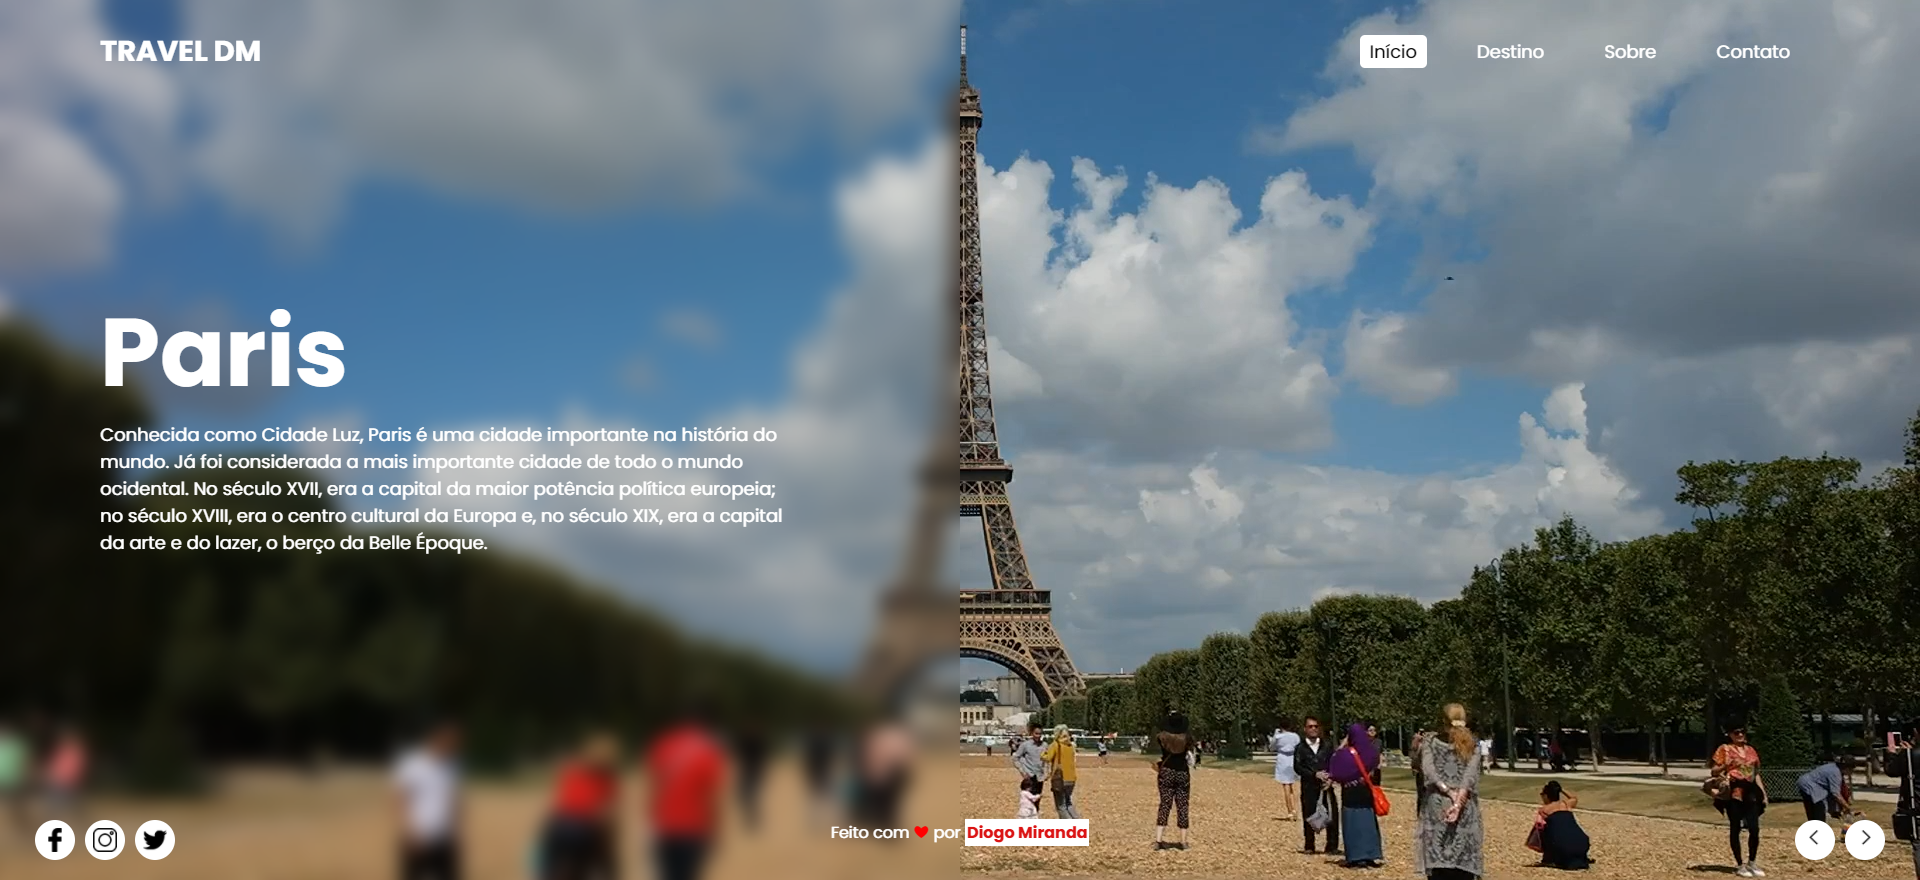 TRAVEL DM
Início Destino Sobre Contato
Paris
Conhecida como Cidade Luz, Paris é uma cidade importante na história do
mundo. Já foi considerada a mais importante cidade de todo o mundo
ocidental. No século XVII, era a capital da maior potência política europeia;
no século XVIII, era o centro cultural da Europa e, no século XIX, era a capital
da arte e do lazer, o berço da Belle Époque.
Feito com ❤ por Diogo Miranda